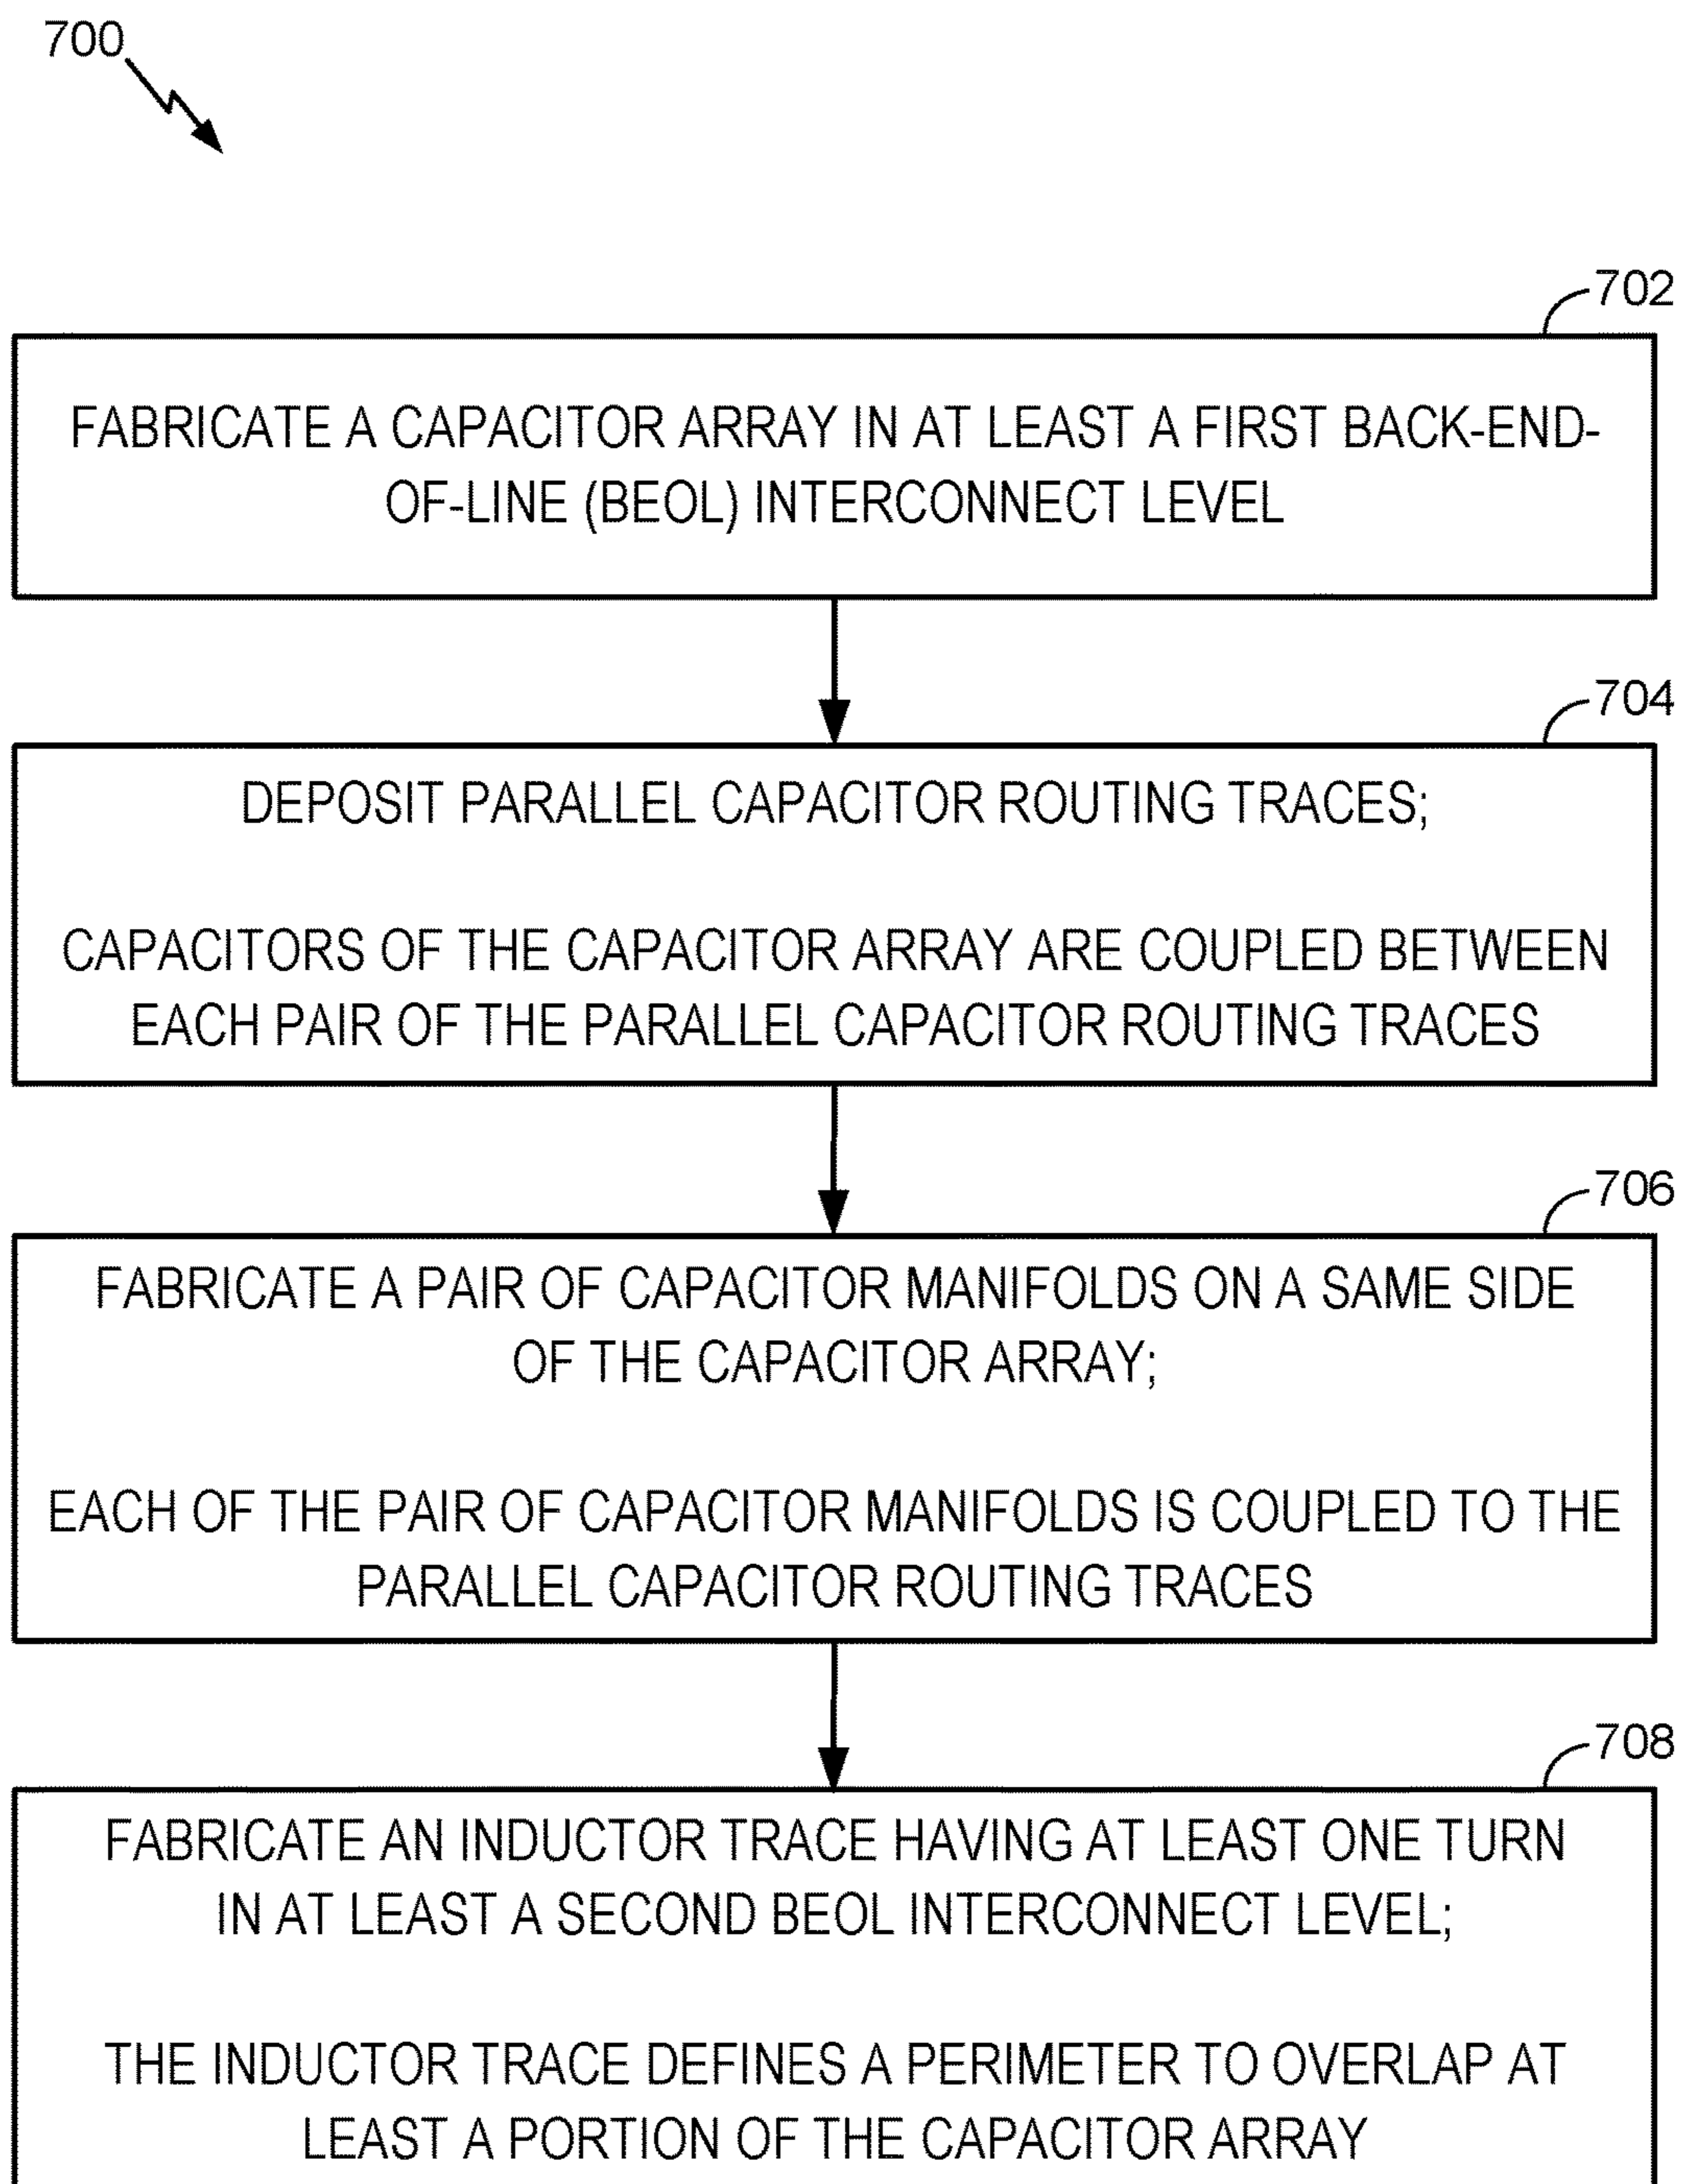 700
702
FABRICATE A CAPACITOR ARRAY IN AT LEAST A FIRST BACK-END-
OF-LINE (BEOL) INTERCONNECT LEVEL
704
DEPOSIT PARALLEL CAPACITOR ROUTING TRACES;
CAPACITORS OF THE CAPACITOR ARRAY ARE COUPLED BETWEEN
EACH PAIR OF THE PARALLEL CAPACITOR ROUTING TRACES
706
FABRICATE A PAIR OF CAPACITOR MANIFOLDS ON A SAME SIDE
OF THE CAPACITOR ARRAY;
EACH OF THE PAIR OF CAPACITOR MANIFOLDS IS COUPLED TO THE
PARALLEL CAPACITOR ROUTING TRACES
708
FABRICATE AN INDUCTOR TRACE HAVING AT LEAST ONE TURN
IN AT LEAST A SECOND BEOL INTERCONNECT LEVEL;
THE INDUCTOR TRACE DEFINES A PERIMETER TO OVERLAP AT
LEAST A PORTION OF THE CAPACITOR ARRAY